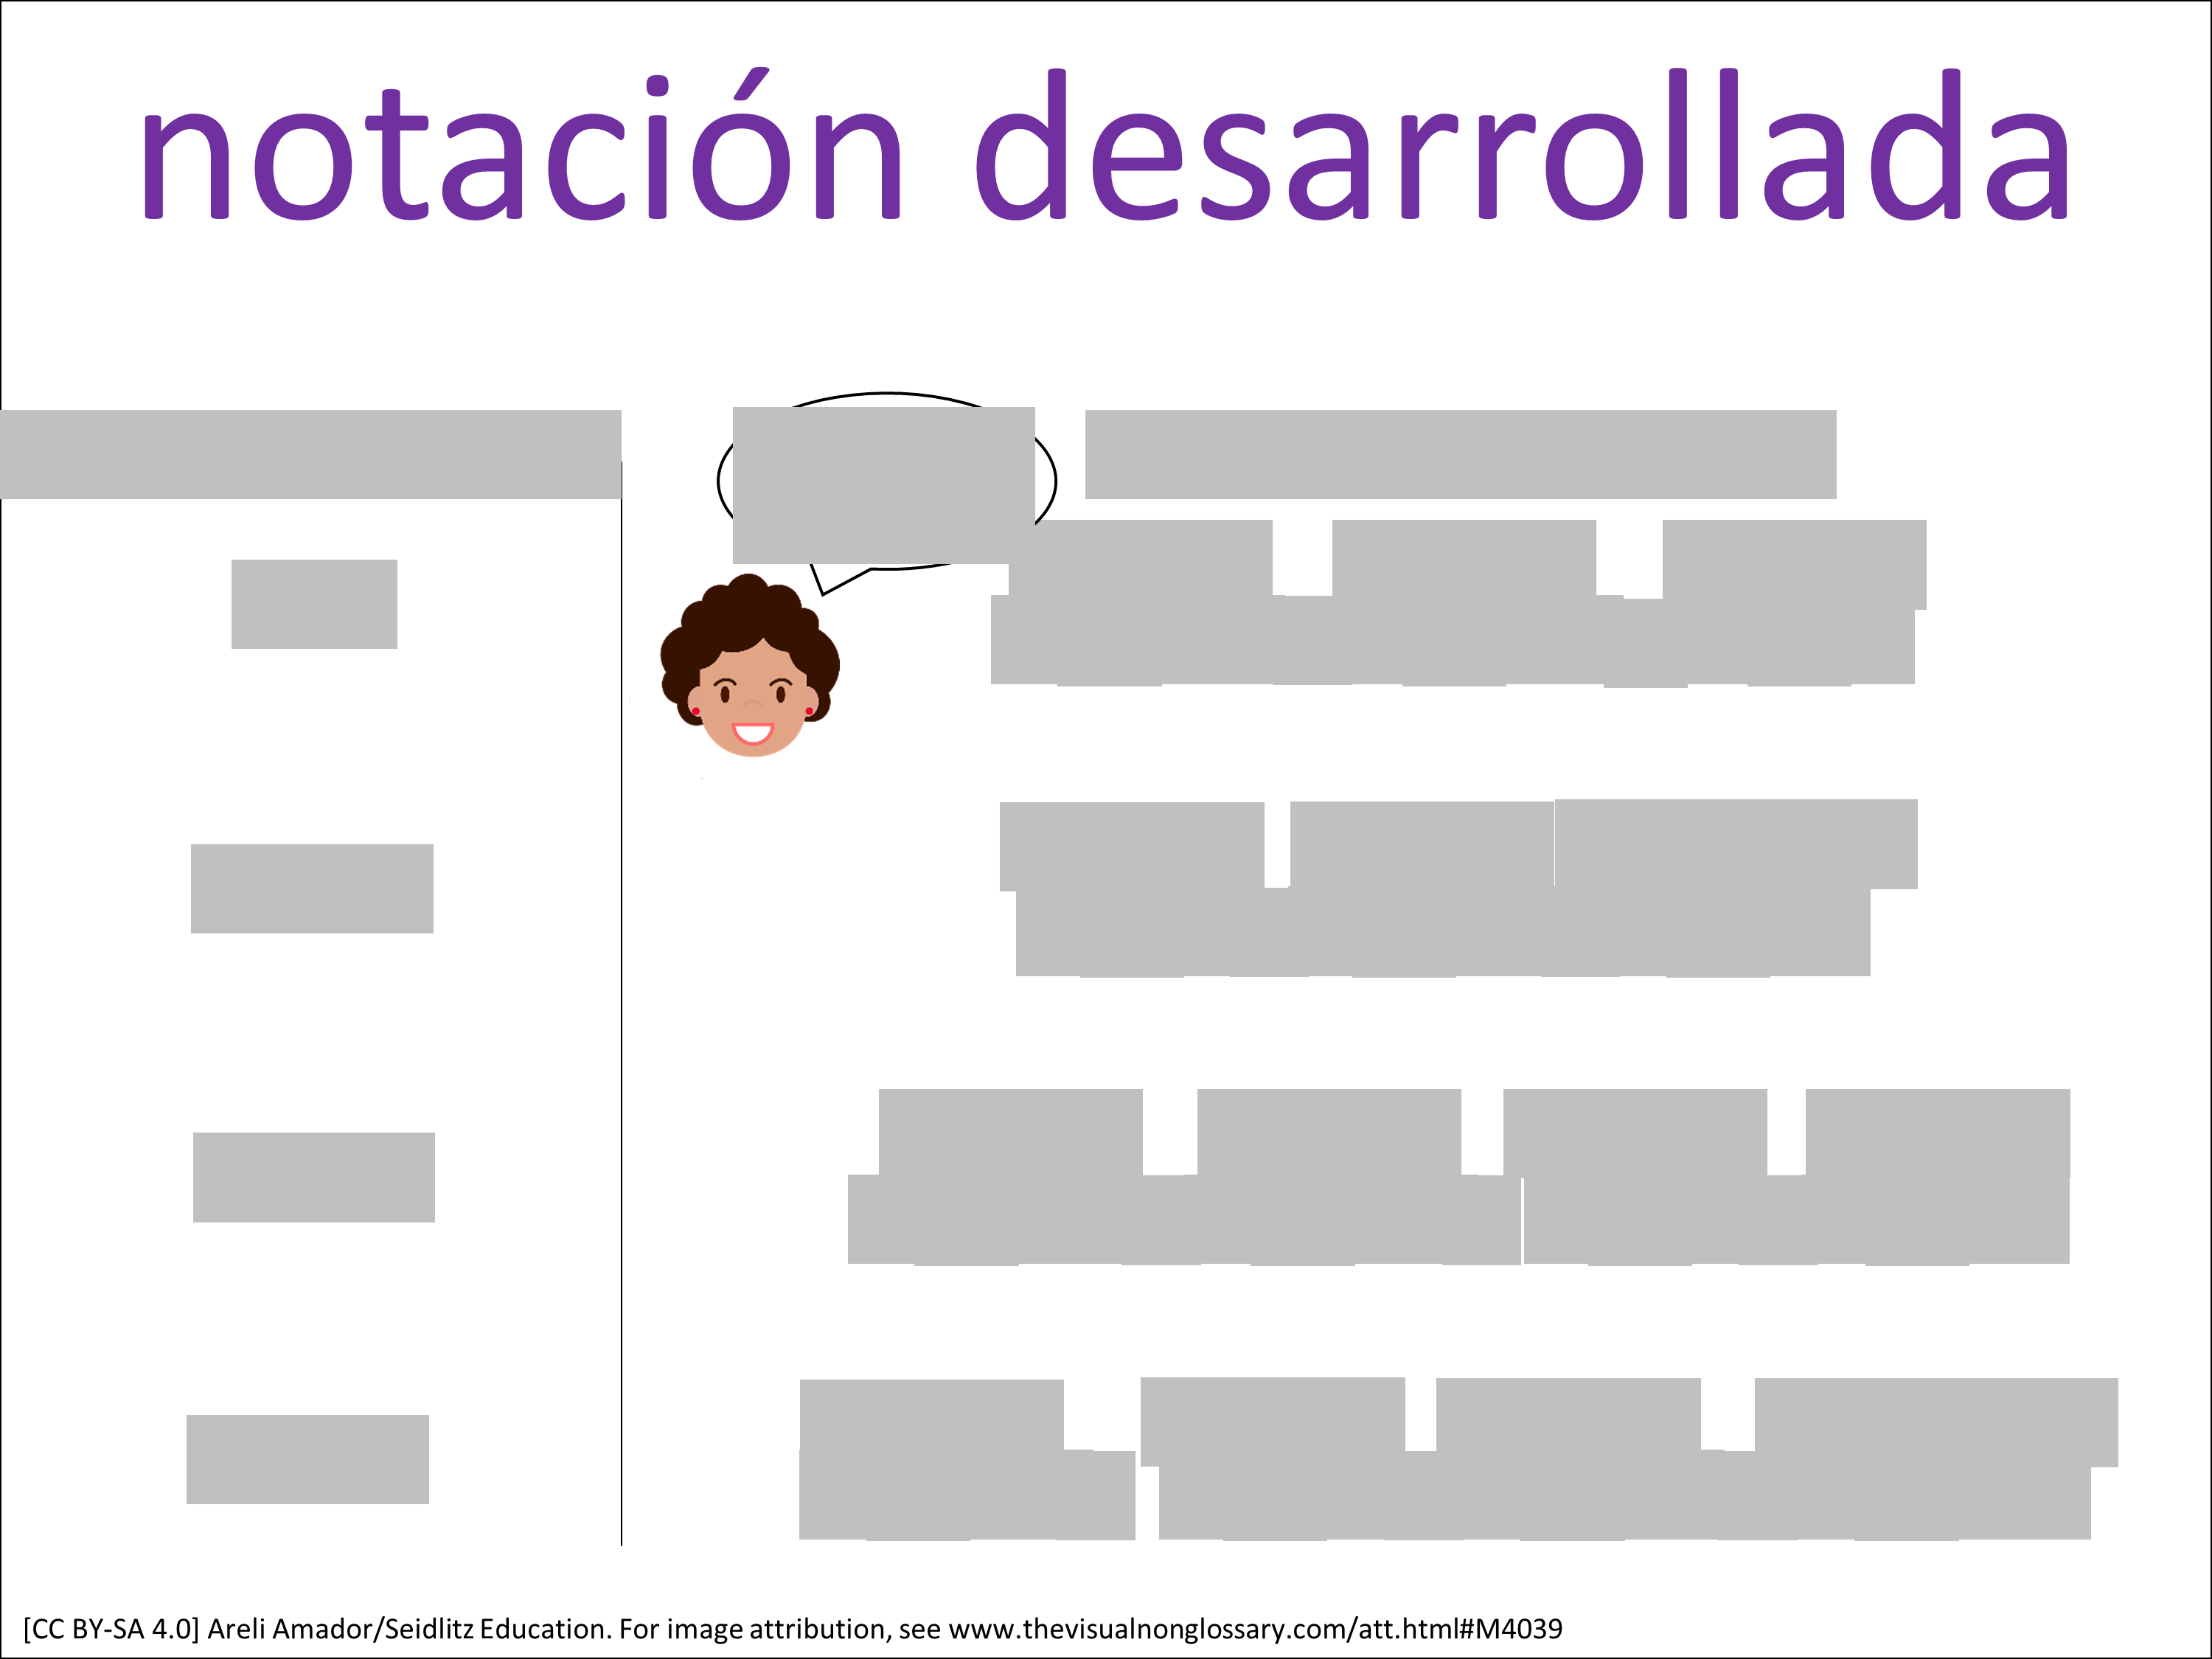 notación desarrollada
[CC BY-SA 4.0] Areli Amador/Seidlitz Education. For image attribution, see www.thevisualnonglossary.com/att.html#M4039